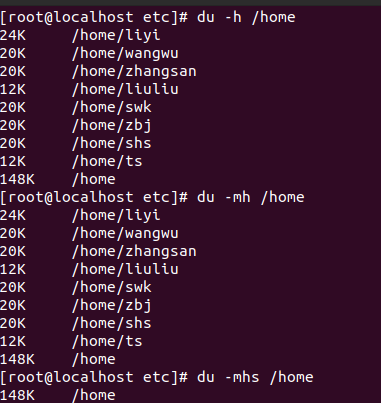 [root@localhost etc]# du -h /home
24K /home/liyi
20K /home/wangwu
20K /home/zhangsan
12K /home/liuliu
20K /home/swk
20K /home/zbj
20K /home/shs
12K /home/ts
148K /home
[root@localhost etc]# du -mh /home
24K /home/liyi
20K /home/wangwu
20K /home/zhangsan
12K /home/liuliu
20K /home/swk
20K /home/zbj
20K /home/shs
12K /home/ts
148K /home
[root@localhost etc]# du -mhs /home
148K /home